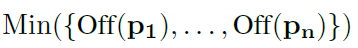 Min({Off(p₁), . . . , Off(pₙ)})